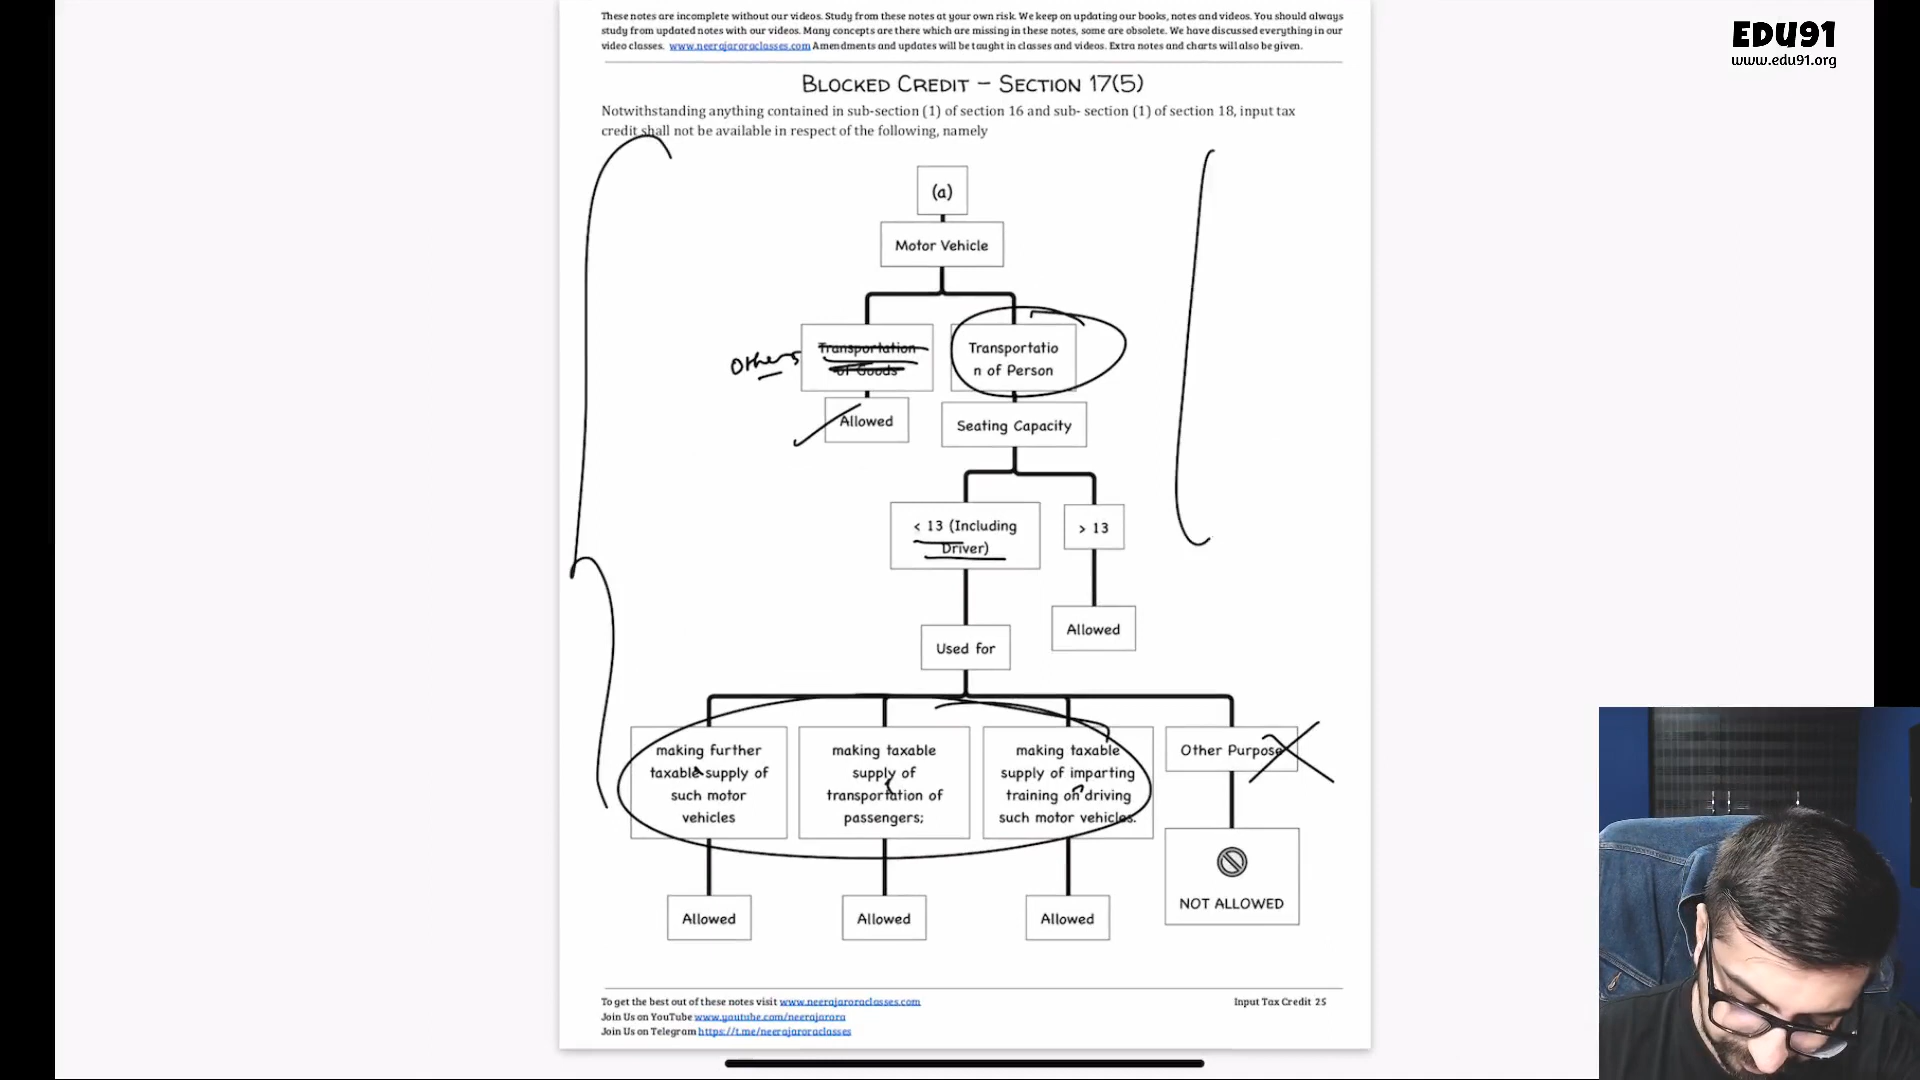 These notes are incomplete without our videos. Study from these notes at your own risk. We keep on updating our books, notes and videos. You should always
study from updated notes with our videos. Many concepts are there which are missing in these notes, some are obsolete. We have discussed everything in our
video classes. www.neerajaroraclasses.com Amendments and updates will be taught in classes and videos. Extra notes and charts will also be given.
EDU91
www.edu91.org
Blocked Credit – Section 17(5)
Notwithstanding anything contained in sub-section (1) of section 16 and sub- section (1) of section 18, input tax
credit shall not be available in respect of the following, namely
(a)
Motor Vehicle
Others
Transportation
of Goods
Transportatio
n of Person
Allowed
Seating Capacity
< 13 (Including
Driver)
> 13
Allowed
Used for
making further
taxable supply of
such motor
vehicles
making taxable
supply of
transportation of
passengers;
making taxable
supply of imparting
training on driving
such motor vehicles.
Other Purpose
NOT ALLOWED
Allowed
Allowed
Allowed
To get the best out of these notes visit www.neerajaroraclasses.com
Input Tax Credit 25
Join Us on YouTube www.youtube.com/neerajarora
Join Us on Telegram https://t.me/neerajaroraclasses